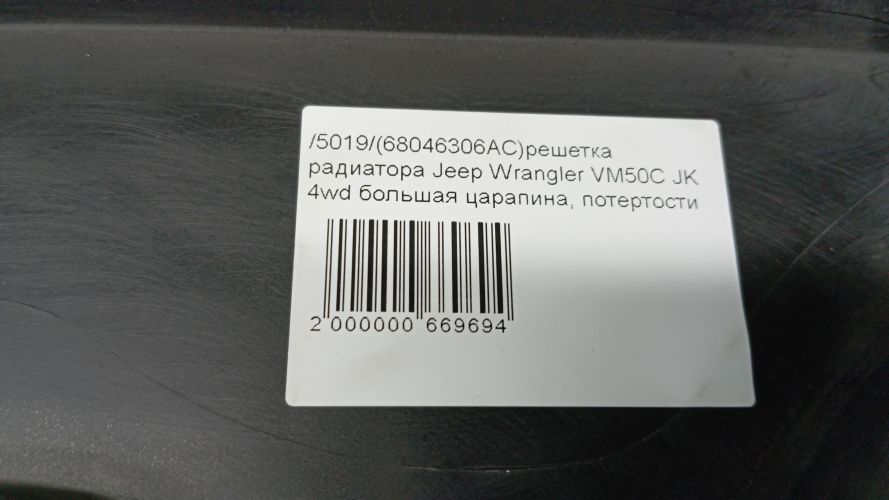 /5019/(68046306AC)решетка
радиатора Jeep Wrangler VM50C JK
4wd большая царапина, потертости
2 000000 669694